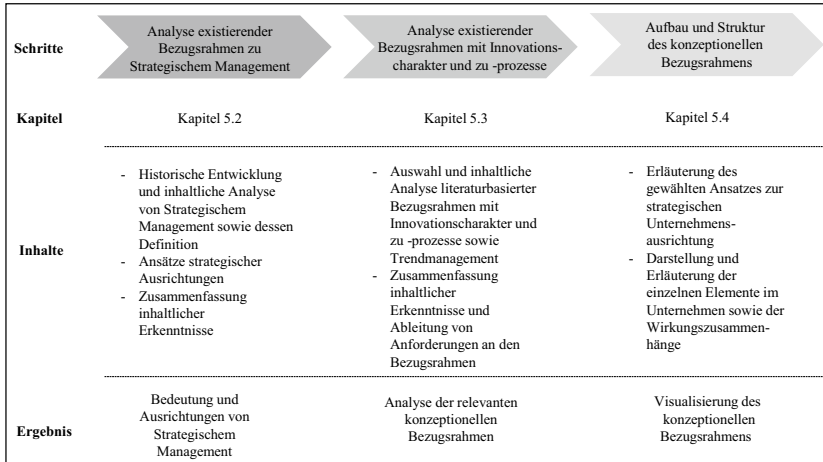 Schritte
Analyse existierender
Bezugsrahmen zu
Strategischem Management
Analyse existierender
Bezugsrahmen mit Innovations-
charakter und zu -prozesse
Aufbau und Struktur
des konzeptionellen
Bezugsrahmens
Kapitel
Kapitel 5.2
Kapitel 5.3
Kapitel 5.4
Inhalte
- Historische Entwicklung
und inhaltliche Analyse
von Strategischem
Management sowie dessen
Definition
- Ansätze strategischer
Ausrichtungen
- Zusammenfassung
inhaltlicher
Erkenntnisse
- Auswahl und inhaltliche
Analyse literaturbasierter
Bezugsrahmen mit
Innovationscharakter und
zu -prozesse sowie
Trendmanagement
- Zusammenfassung
inhaltlicher
Erkenntnisse und
Ableitung von
Anforderungen an den
Bezugsrahmen
- Erläuterung des
gewählten Ansatzes zur
strategischen
Unternehmens-
ausrichtung
- Darstellung und
Erläuterung der
einzelnen Elemente im
Unternehmen sowie der
Wirkungszusammen-
hänge
Ergebnis
Bedeutung und
Ausrichtungen von
Strategischem
Management
Analyse der relevanten
konzeptionellen
Bezugsrahmen
Visualisierung des
konzeptionellen
Bezugsrahmens